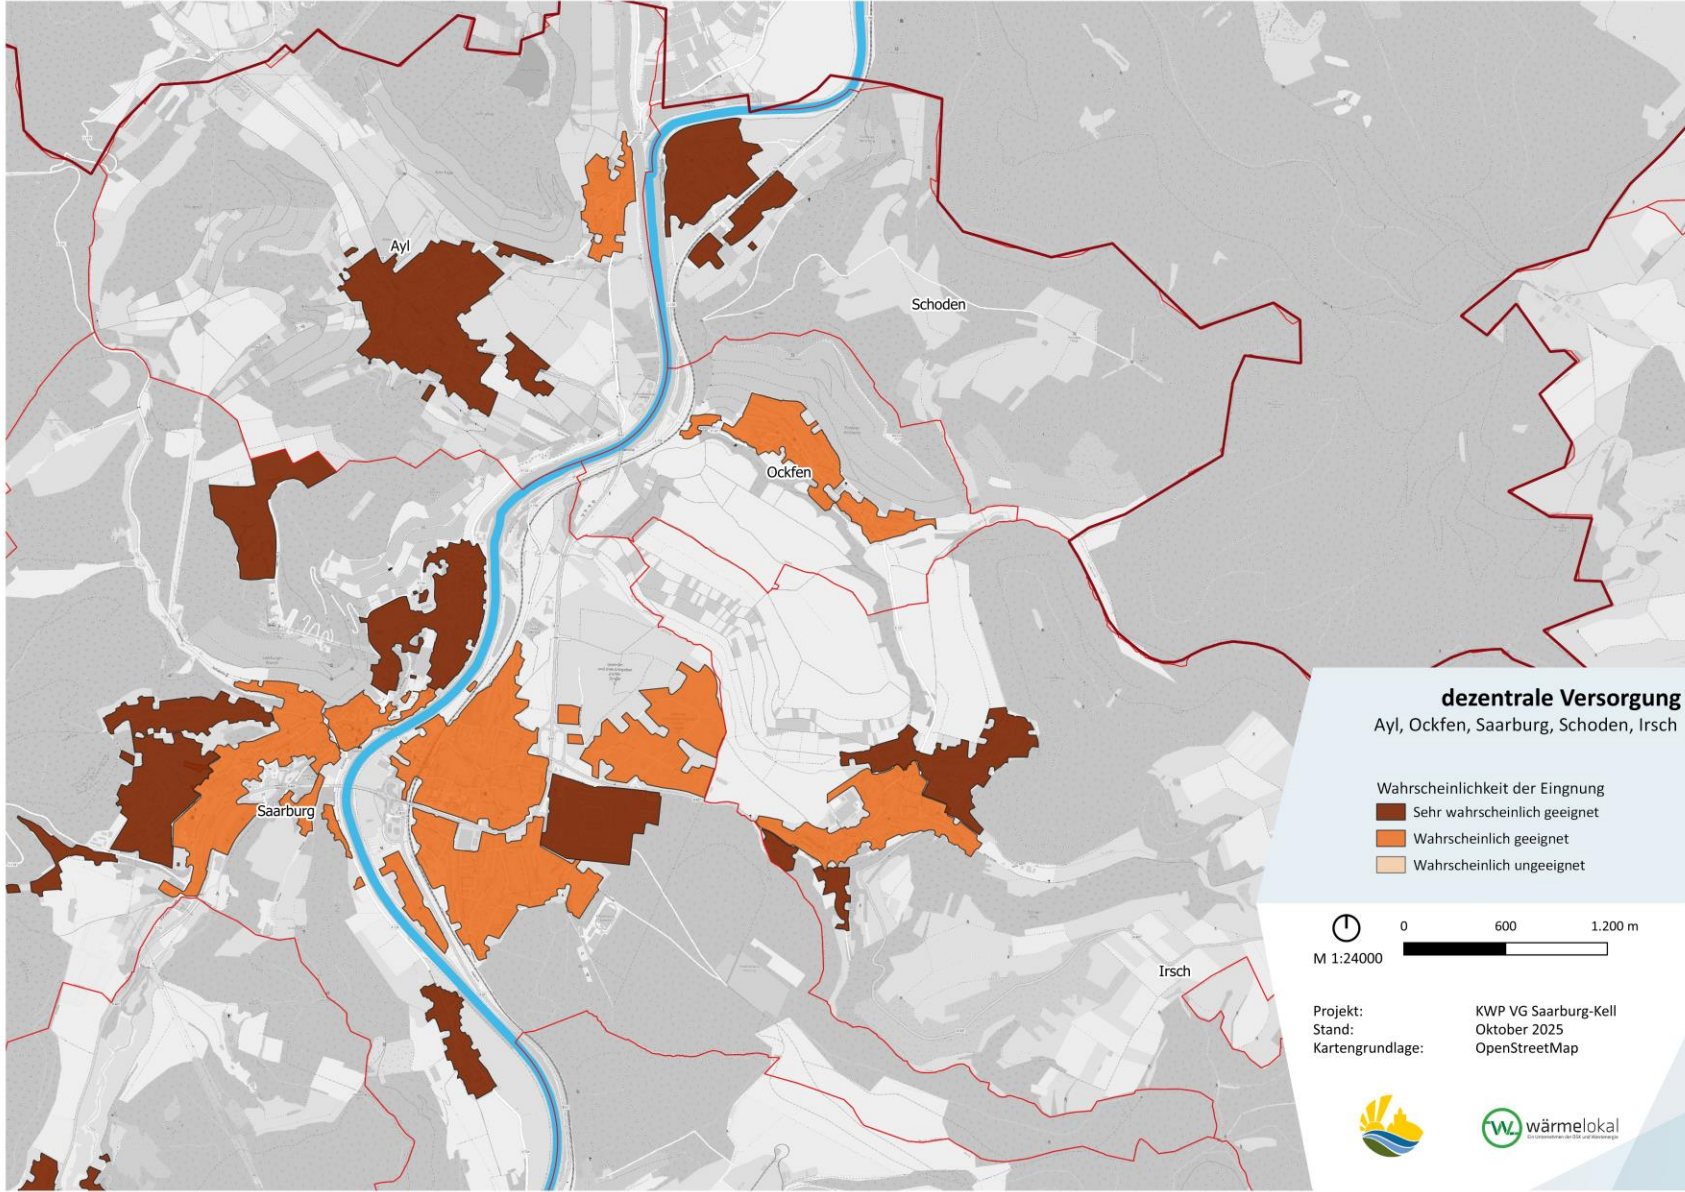 Ayl
Schoden
Ockfen
Saarburg
Irsch
dezentrale Versorgung
Ayl, Ockfen, Saarburg, Schoden, Irsch
Wahrscheinlichkeit der Eingnung
Sehr wahrscheinlich geeignet
Wahrscheinlich geeignet
Wahrscheinlich ungeeignet
0 600 1.200 m
M 1:24000
Projekt: KWP VG Saarburg-Kell
Stand: Oktober 2025
Kartengrundlage: OpenStreetMap
W wärmelokal